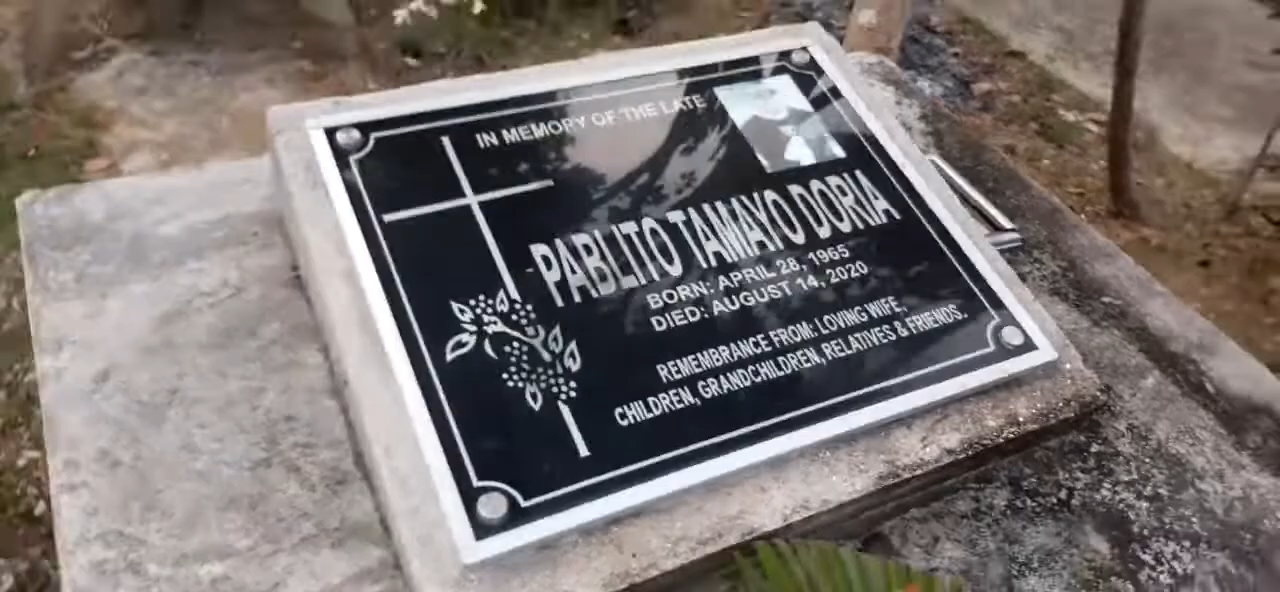 IN MEMORY OF THE LATE
PABLITO TAMAYO DORIA
BORN: APRIL 28, 1965
DIED: AUGUST 14, 2020
REMEMBRANCE FROM: LOVING WIFE,
CHILDREN, GRANDCHILDREN, RELATIVES & FRIENDS.